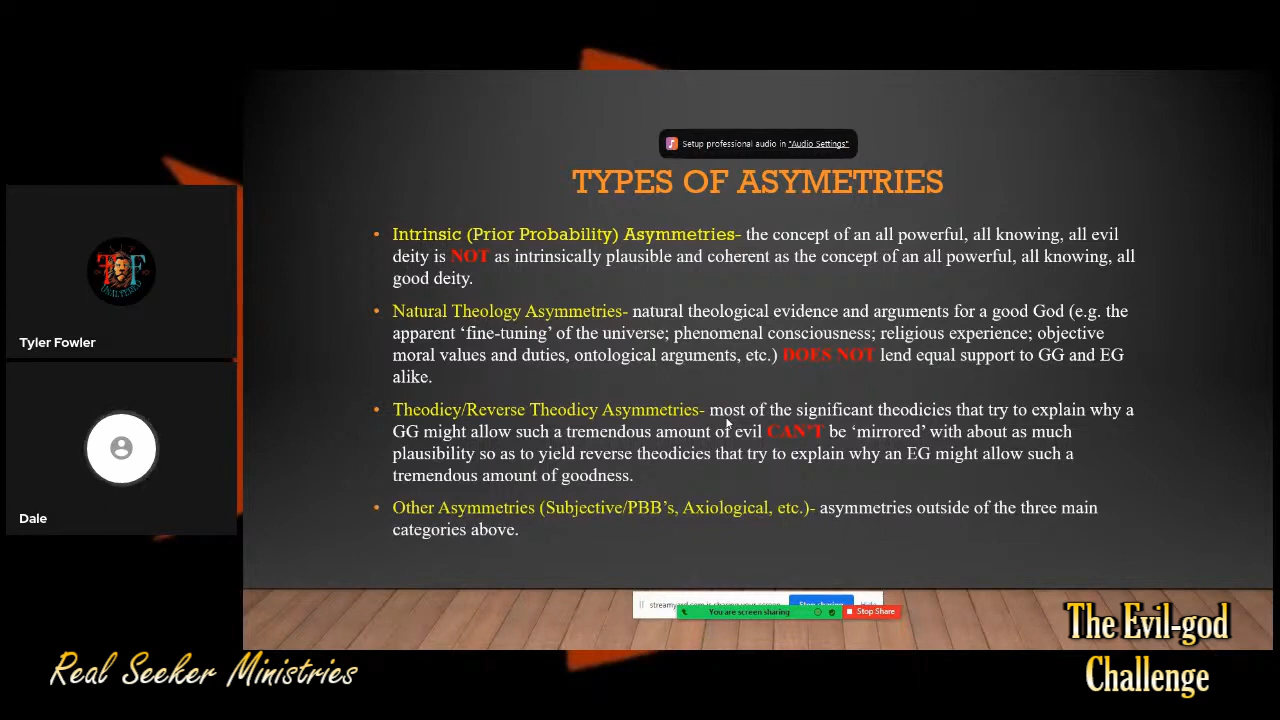 Setup professional audio in "Audio Settings"
TYPES OF ASYMETRIES
• Intrinsic (Prior Probability) Asymmetries- the concept of an all powerful, all knowing, all evil
deity is NOT as intrinsically plausible and coherent as the concept of an all powerful, all knowing, all
good deity.
• Natural Theology Asymmetries- natural theological evidence and arguments for a good God (e.g. the
apparent ‘fine-tuning’ of the universe; phenomenal consciousness; religious experience; objective
moral values and duties, ontological arguments, etc.) DOES NOT lend equal support to GG and EG
alike.
• Theodicy/Reverse Theodicy Asymmetries- most of the significant theodicies that try to explain why a
GG might allow such a tremendous amount of evil CAN'T be ‘mirrored’ with about as much
plausibility so as to yield reverse theodicies that try to explain why an EG might allow such a
tremendous amount of goodness.
• Other Asymmetries (Subjective/PBB’s, Axiological, etc.)- asymmetries outside of the three main
categories above.
TF
UNALTERED
Tyler Fowler
Dale
You are screen sharing
Stop Share
Real Seeker Ministries
The Evil-god
Challenge